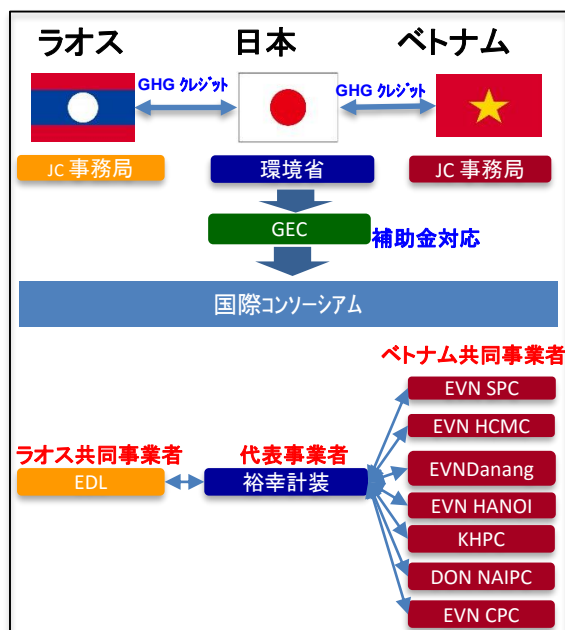 ラオス 日本 ベトナム
GHG クレジット GHG クレジット
JC 事務局 環境省 JC 事務局
GEC
補助金対応
国際コンソーシアム
ベトナム共同事業者
EVN SPC
EVN HCMC
ラオス共同事業者 代表事業者
EVNDanang
EDL 裕幸計装
EVN HANOI
KHPC
DON NAIPC
EVN CPC